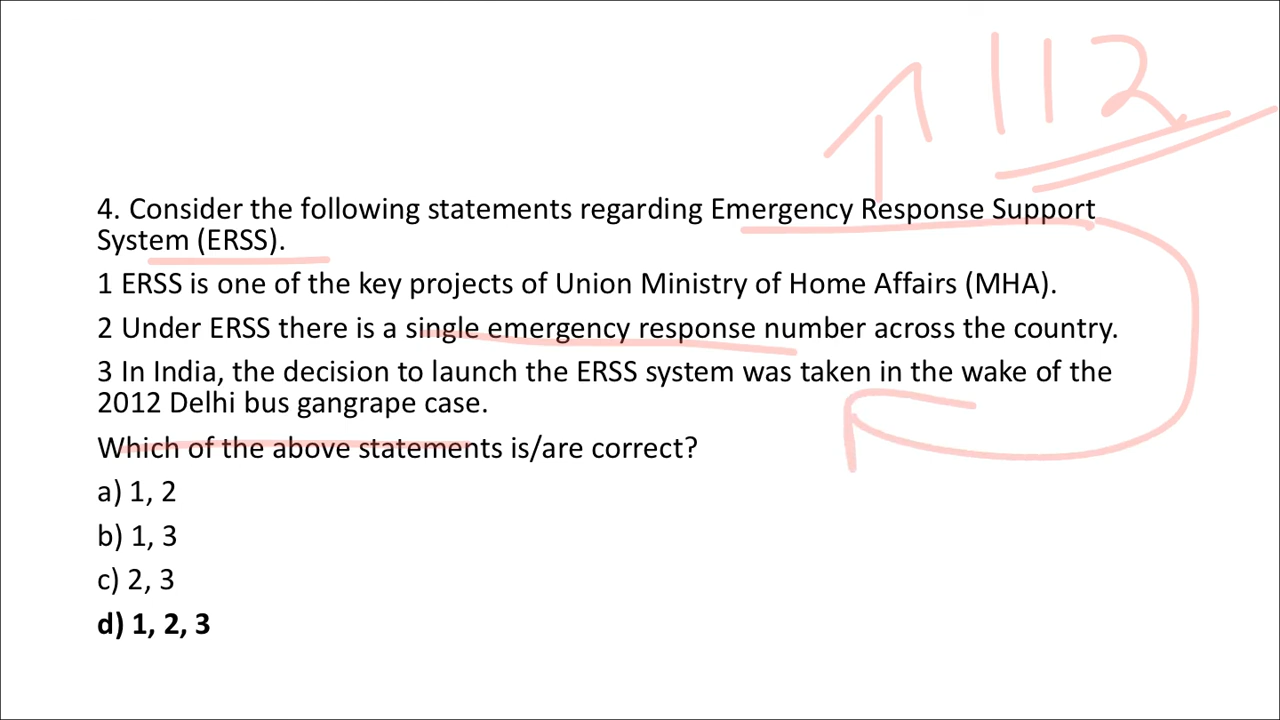 112
4. Consider the following statements regarding Emergency Response Support
System (ERSS).
1 ERSS is one of the key projects of Union Ministry of Home Affairs (MHA).
2 Under ERSS there is a single emergency response number across the country.
3 In India, the decision to launch the ERSS system was taken in the wake of the
2012 Delhi bus gangrape case.
Which of the above statements is/are correct?
a) 1, 2
b) 1, 3
c) 2, 3
d) 1, 2, 3